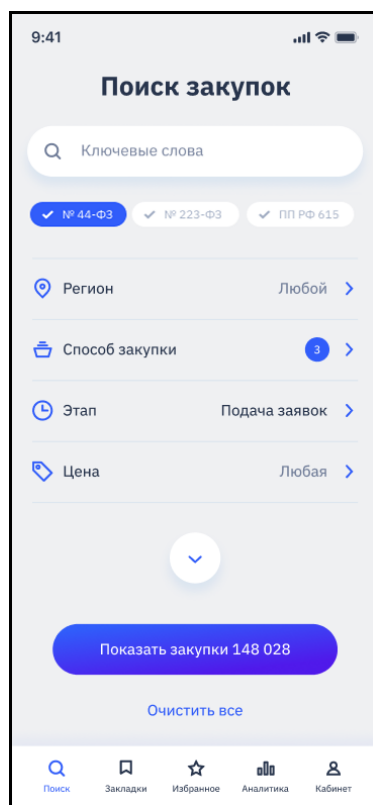 9:41
Поиск закупок
Ключевые слова
№ 44-ФЗ № 223-ФЗ ПП РФ 615
Регион Любой
Способ закупки 3
Этап Подача заявок
Цена Любая
Показать закупки 148 028
Очистить все
Поиск Закладки Избранное Аналитика Кабинет